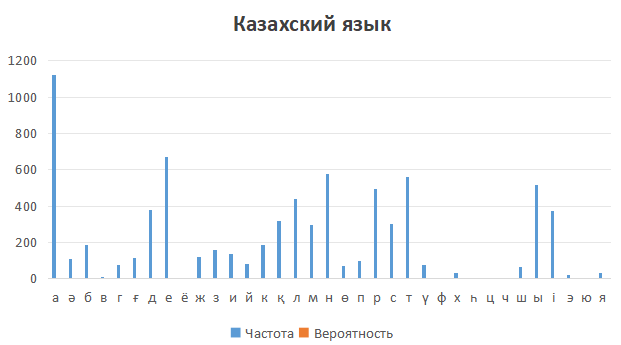 Казахский язык
1200
1000
800
600
400
200
0
а ә б в г ғ д е ё ж з и й к қ л м н ө п р с т ү ф х һ ц ч ш ы і э ю я
Частота Вероятность